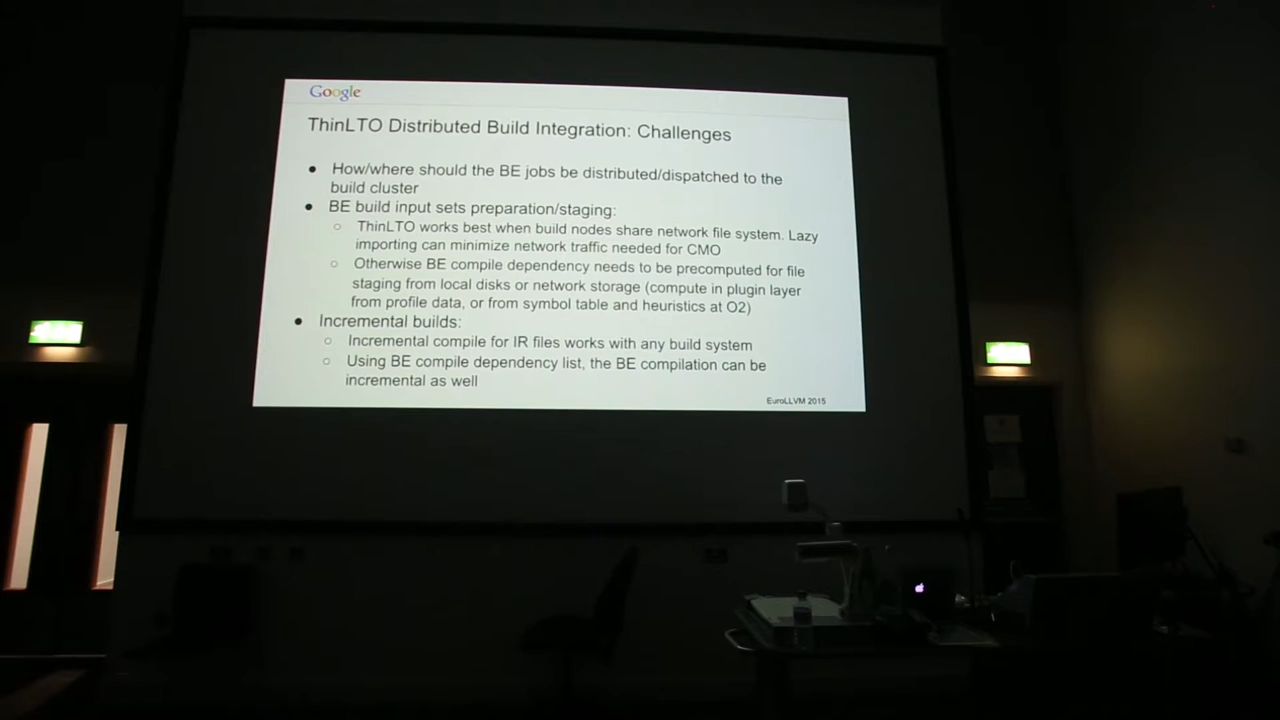 Google
ThinLTO Distributed Build Integration: Challenges
● How/where should the BE jobs be distributed/dispatched to the
build cluster
● BE build input sets preparation/staging:
○ ThinLTO works best when build nodes share network file system. Lazy
importing can minimize network traffic needed for CMO
○ Otherwise BE compile dependency needs to be precomputed for file
staging from local disks or network storage (compute in plugin layer
from profile data, or from symbol table and heuristics at O2)
● Incremental builds:
○ Incremental compile for IR files works with any build system
○ Using BE compile dependency list, the BE compilation can be
incremental as well
EuroLLVM 2015